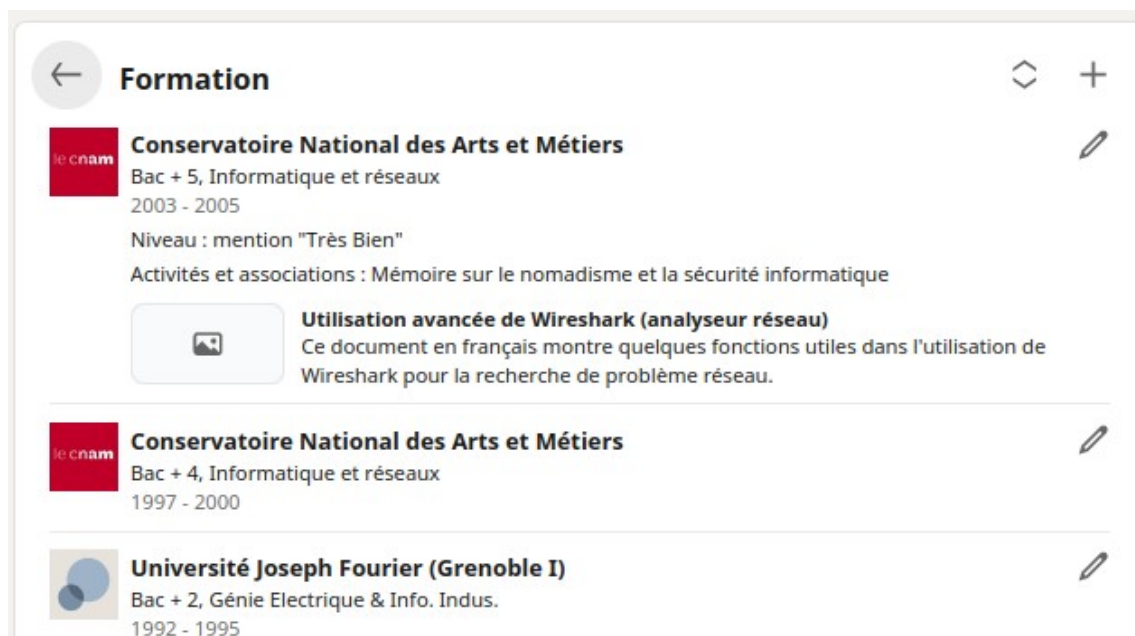 Formation
le cnam
Conservatoire National des Arts et Métiers
Bac + 5, Informatique et réseaux
2003 - 2005
Niveau : mention "Très Bien"
Activités et associations : Mémoire sur le nomadisme et la sécurité informatique
Utilisation avancée de Wireshark (analyseur réseau)
Ce document en français montre quelques fonctions utiles dans l'utilisation de
Wireshark pour la recherche de problème réseau.
le cnam
Conservatoire National des Arts et Métiers
Bac + 4, Informatique et réseaux
1997 - 2000
Université Joseph Fourier (Grenoble I)
Bac + 2, Génie Electrique & Info. Indus.
1992 - 1995